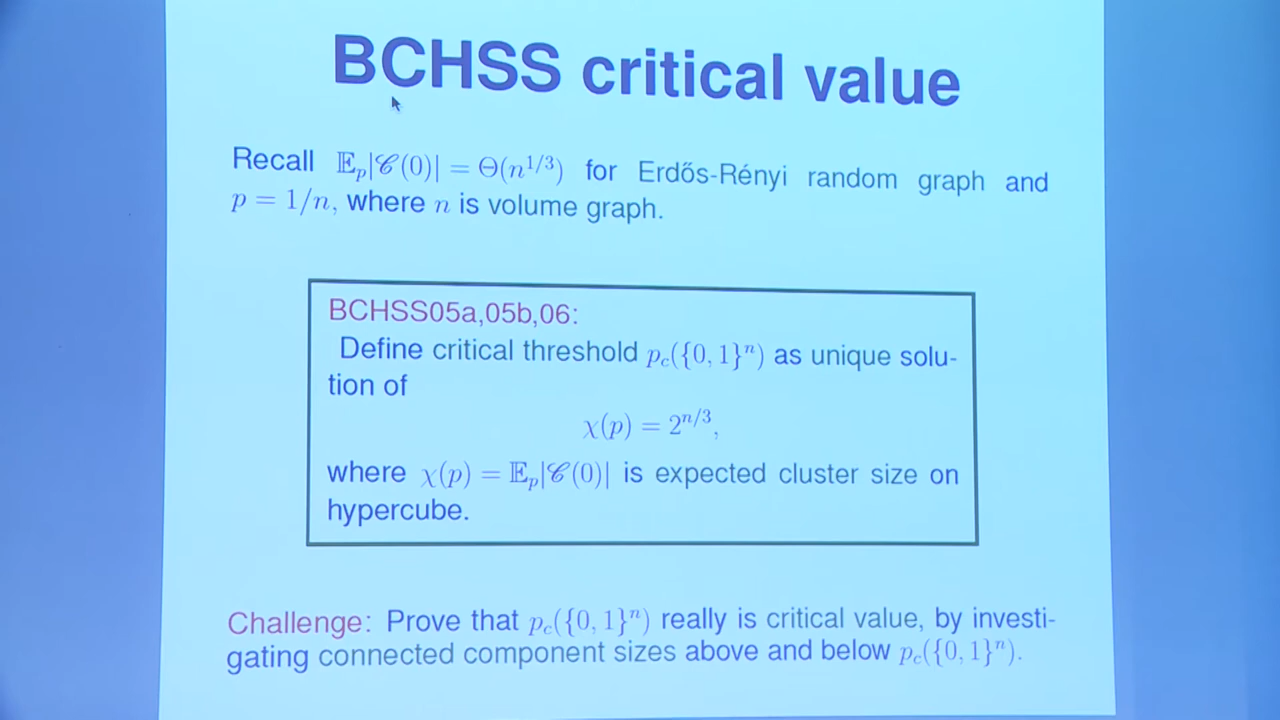 BCHSS critical value
Recall 𝔼ₚ|𝒞(0)| = Θ(n^{1/3}) for Erdős-Rényi random graph and
p = 1/n, where n is volume graph.
BCHSS05a,05b,06:
Define critical threshold p_c({0, 1}^n) as unique solu-
tion of
χ(p) = 2^{n/3},
where χ(p) = 𝔼ₚ|𝒞(0)| is expected cluster size on
hypercube.
Challenge: Prove that p_c({0, 1}^n) really is critical value, by investi-
gating connected component sizes above and below p_c({0, 1}^n).